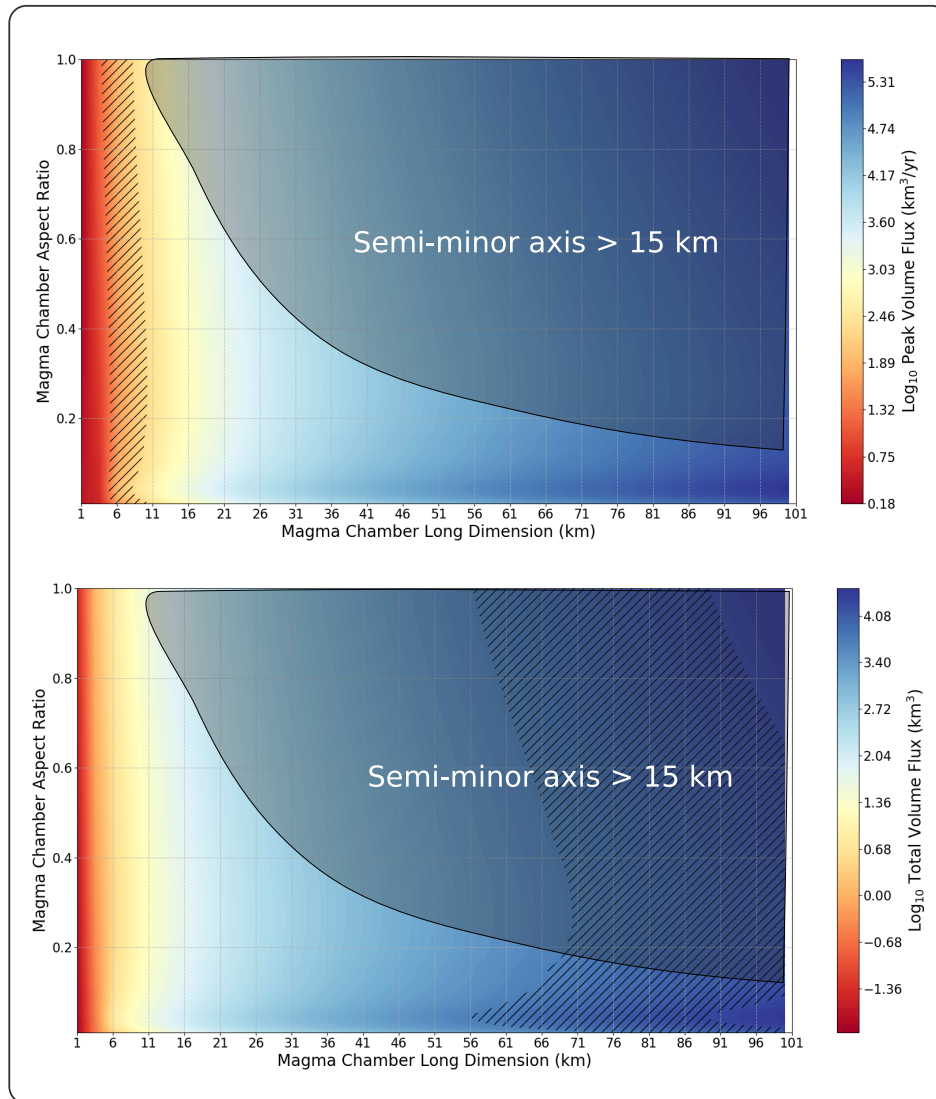 1.0
0.8
0.6
0.4
0.2
Magma Chamber Aspect Ratio
Semi-minor axis > 15 km
1 6 11 16 21 26 31 36 41 46 51 56 61 66 71 76 81 86 91 96 101
Magma Chamber Long Dimension (km)
5.31
4.74
4.17
3.60
3.03
2.46
1.89
1.32
0.75
0.18
Log₁₀ Peak Volume Flux (km³/yr)
1.0
0.8
0.6
0.4
0.2
Magma Chamber Aspect Ratio
Semi-minor axis > 15 km
1 6 11 16 21 26 31 36 41 46 51 56 61 66 71 76 81 86 91 96 101
Magma Chamber Long Dimension (km)
4.08
3.40
2.72
2.04
1.36
0.68
0.00
−0.68
−1.36
Log₁₀ Total Volume Flux (km³)